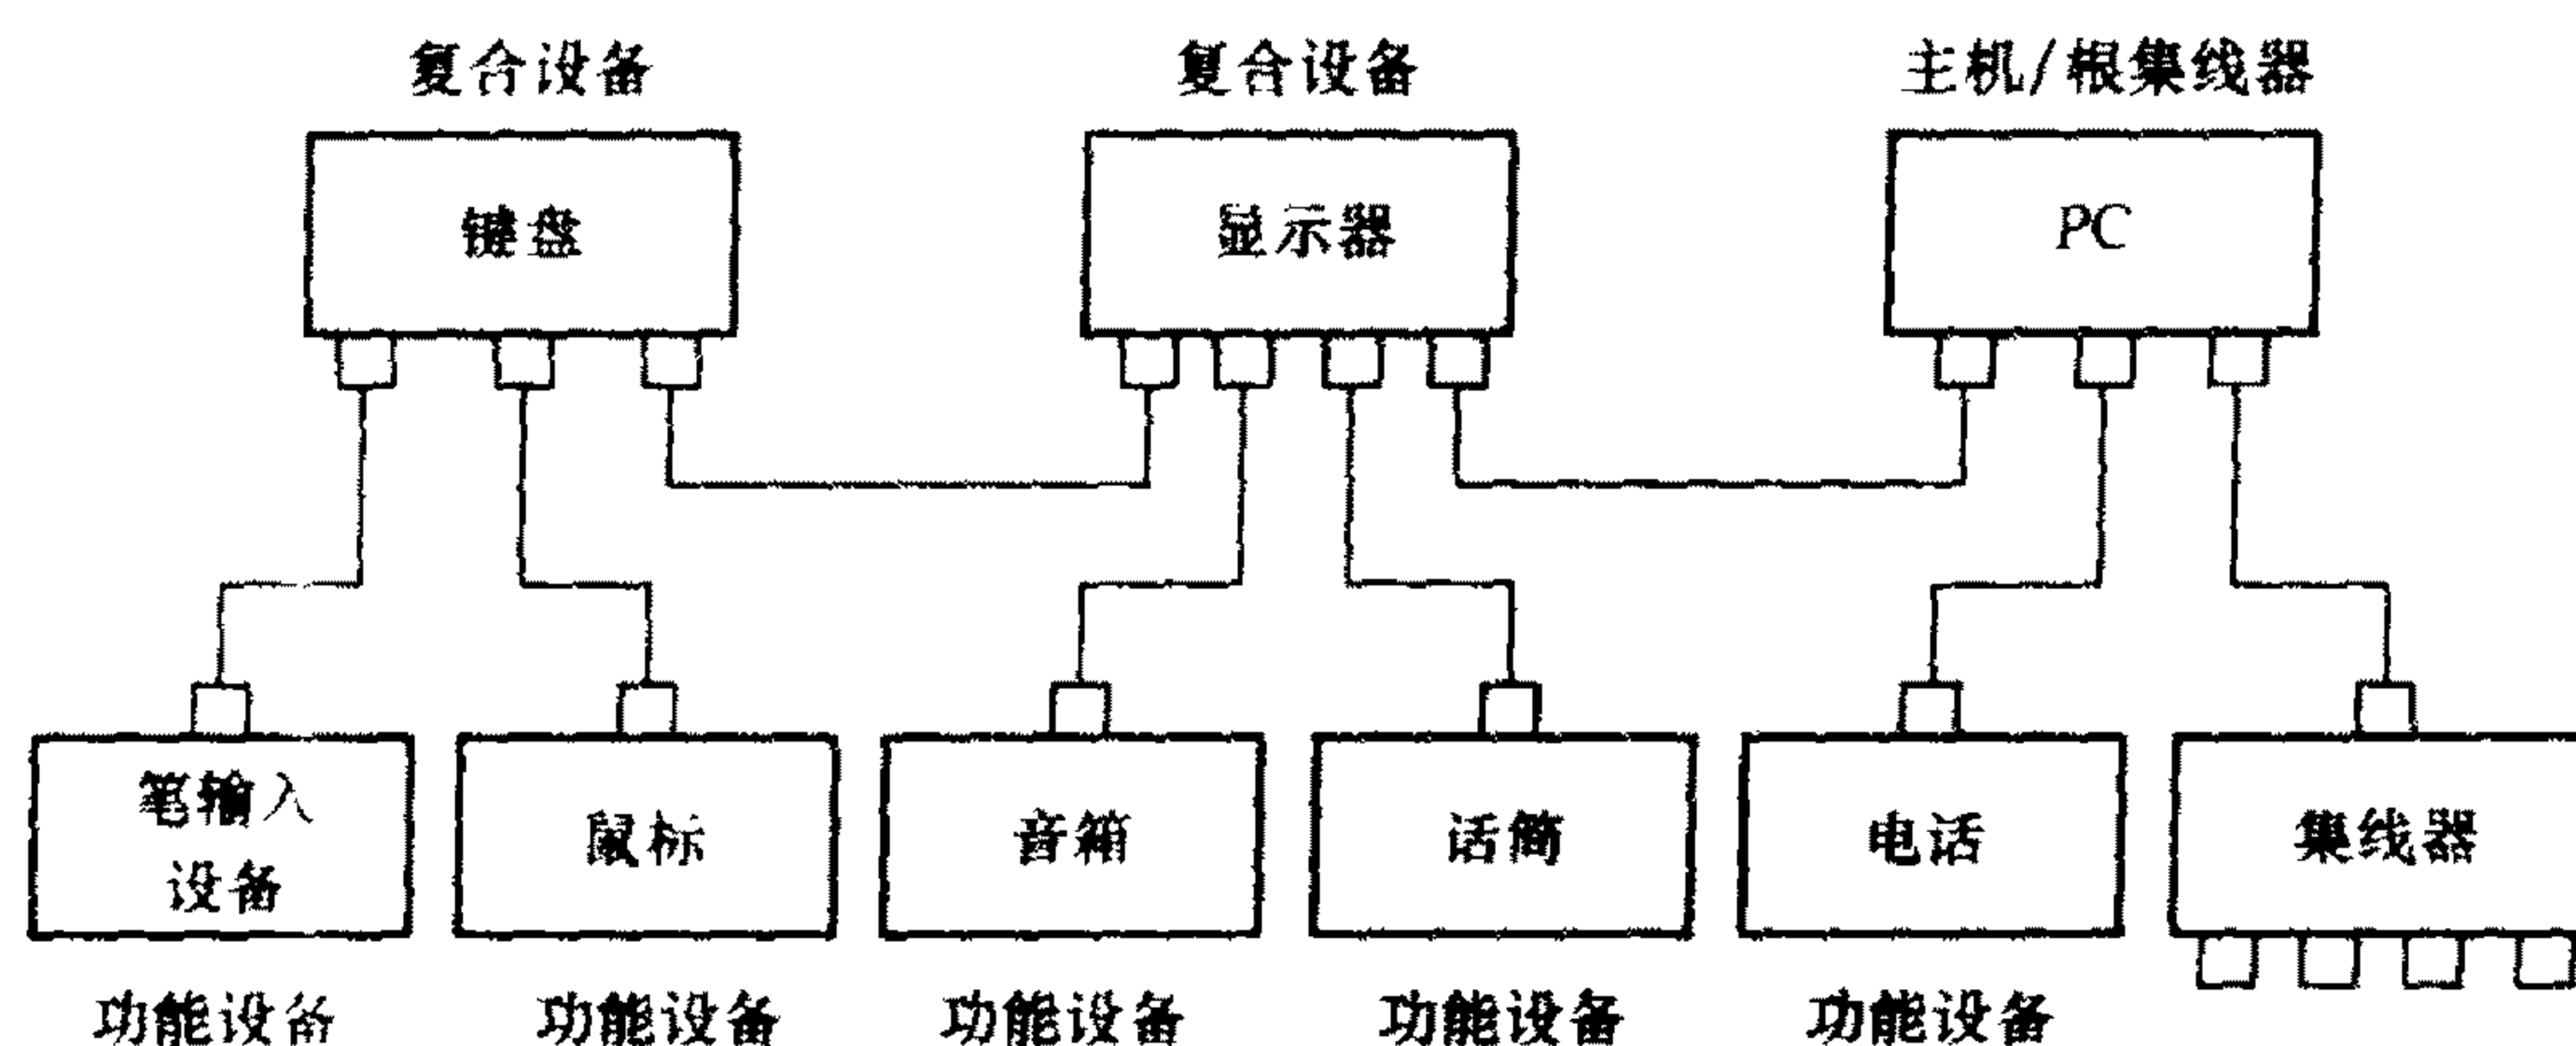 复合设备 复合设备 主机/根集线器
键盘 显示器 PC
笔输入
设备
鼠标 音箱 话筒 电话 集线器
功能设备 功能设备 功能设备 功能设备 功能设备